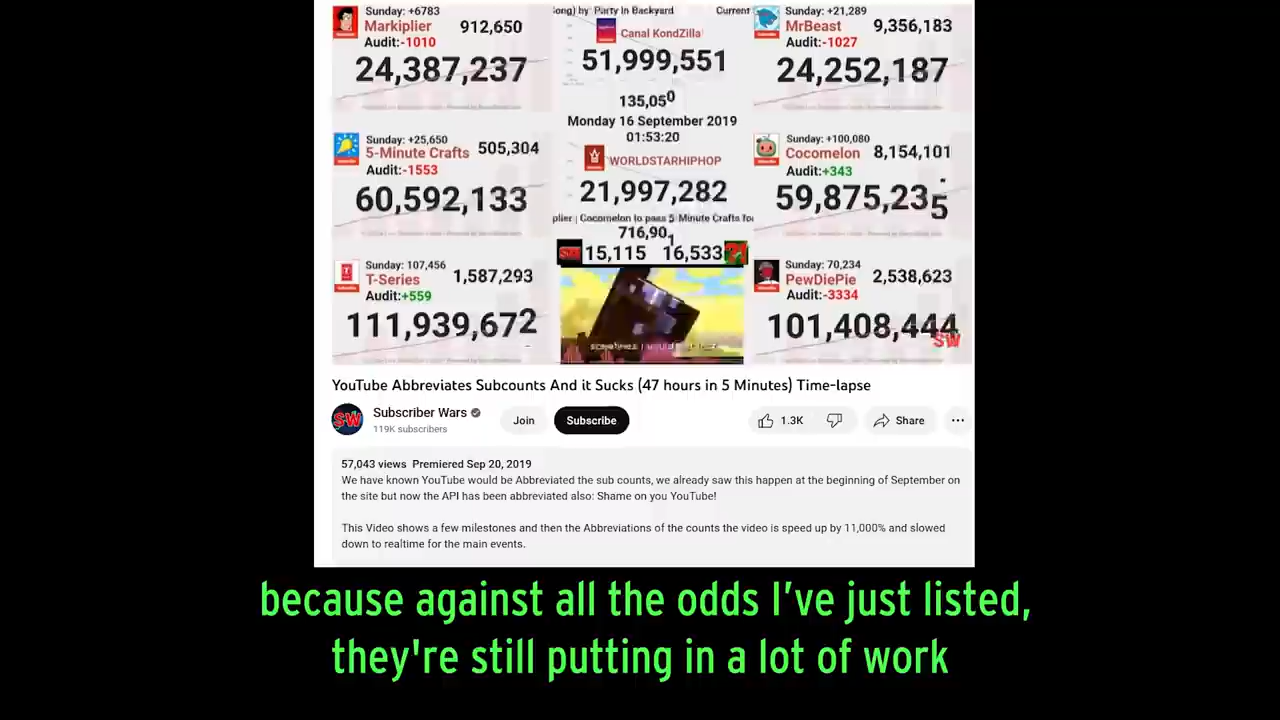 Sunday: +6783
Markiplier 912,650
Audit:-1010
24,387,237
song) by: Party In Backyard Current
Canal KondZilla
51,999,551
135,050
Monday 16 September 2019
01:53:20
WORLDSTARHIPHOP
21,997,282
plier | Cocomelon to pass 5-Minute Crafts for
716,90
15,115 16,533
Sunday: +21,289
MrBeast 9,356,183
Audit:-1027
24,252,187
Sunday: +25,650
5-Minute Crafts 505,304
Audit:-1553
60,592,133
Sunday: +100,080
Cocomelon 8,154,101
Audit:+343
59,875,235
Sunday: 107,456
T-Series 1,587,293
Audit:+559
111,939,672
Sunday: 70,234
PewDiePie 2,538,623
Audit:-3334
101,408,444
SW
YouTube Abbreviates Subcounts And it Sucks (47 hours in 5 Minutes) Time-lapse
SW
Subscriber Wars
119K subscribers
Join
Subscribe
1.3K
Share
57,043 views Premiered Sep 20, 2019
We have known YouTube would be Abbreviated the sub counts, we already saw this happen at the beginning of September on
the site but now the API has been abbreviated also: Shame on you YouTube!
This Video shows a few milestones and then the Abbreviations of the counts the video is speed up by 11,000% and slowed
down to realtime for the main events.
because against all the odds I've just listed,
they're still putting in a lot of work